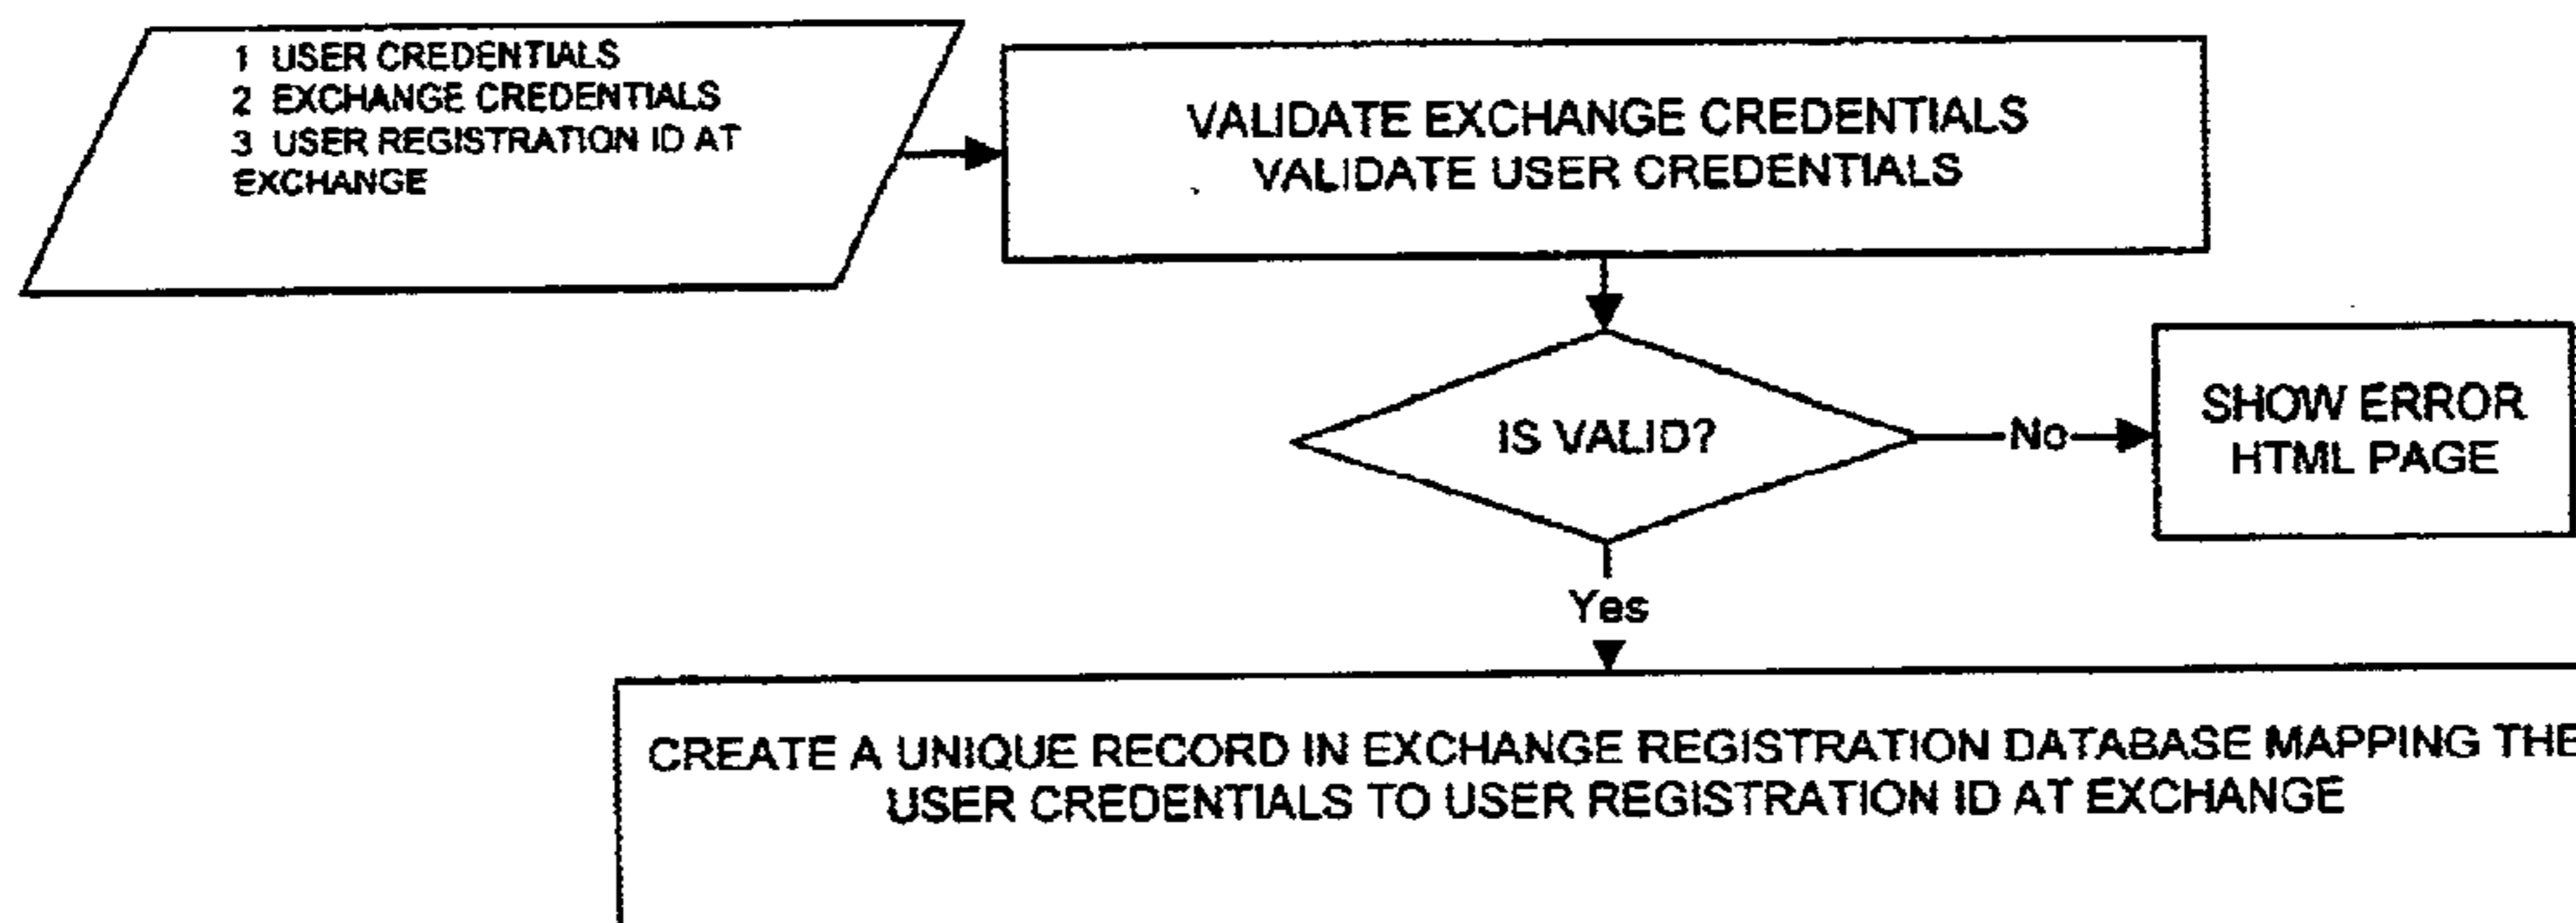 1 USER CREDENTIALS
2 EXCHANGE CREDENTIALS
3 USER REGISTRATION ID AT
EXCHANGE
VALIDATE EXCHANGE CREDENTIALS
VALIDATE USER CREDENTIALS
IS VALID?
No
SHOW ERROR
HTML PAGE
Yes
CREATE A UNIQUE RECORD IN EXCHANGE REGISTRATION DATABASE MAPPING THE
USER CREDENTIALS TO USER REGISTRATION ID AT EXCHANGE